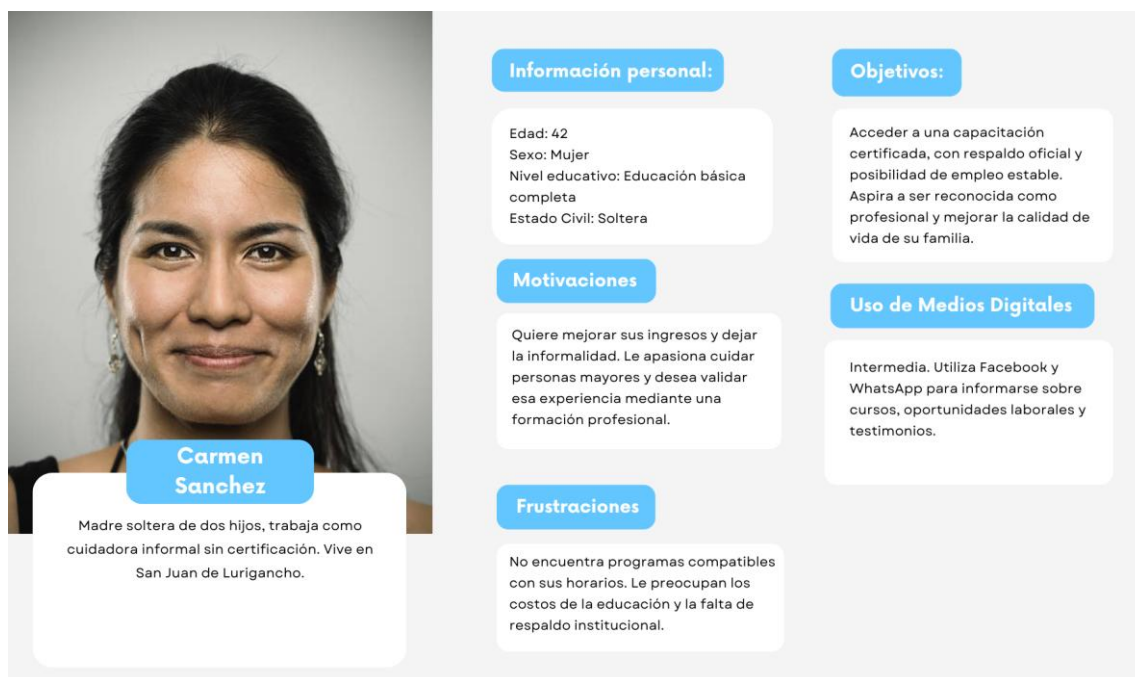 Carmen
Sanchez
Madre soltera de dos hijos, trabaja como
cuidadora informal sin certificación. Vive en
San Juan de Lurigancho.
Información personal:
Edad: 42
Sexo: Mujer
Nivel educativo: Educación básica
completa
Estado Civil: Soltera
Motivaciones
Quiere mejorar sus ingresos y dejar
la informalidad. Le apasiona cuidar
personas mayores y desea validar
esa experiencia mediante una
formación profesional.
Frustraciones
No encuentra programas compatibles
con sus horarios. Le preocupan los
costos de la educación y la falta de
respaldo institucional.
Objetivos:
Acceder a una capacitación
certificada, con respaldo oficial y
posibilidad de empleo estable.
Aspira a ser reconocida como
profesional y mejorar la calidad de
vida de su familia.
Uso de Medios Digitales
Intermedia. Utiliza Facebook y
WhatsApp para informarse sobre
cursos, oportunidades laborales y
testimonios.